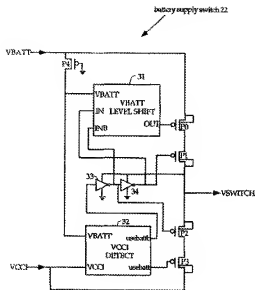 battery supply switch 22
VBATT
P4
31
VBATT
VBATT
IN
LEVEL SHIFT
INB
OUT
P0
P1
33
34
VSWITCH
32
P2
VBATT
usebattb
VCCI
DETECT
VCCI
VCCI
usebatt
P3